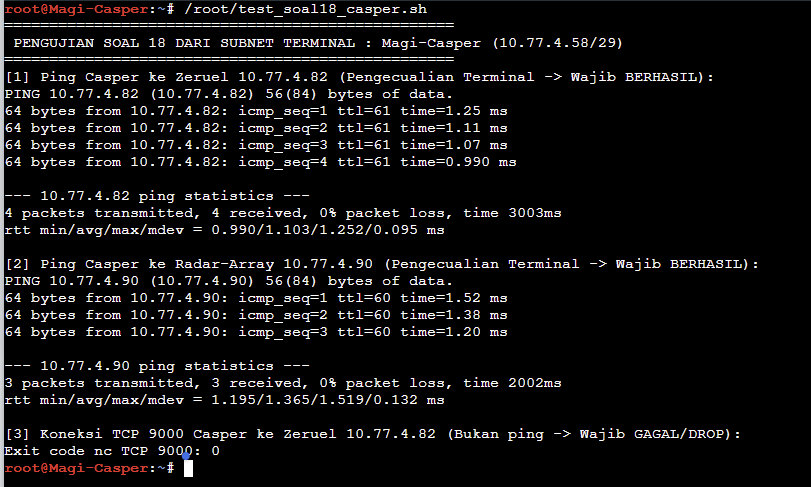 root@Magi-Casper:~# /root/test_soal18_casper.sh
====================================================
 PENGUJIAN SOAL 18 DARI SUBNET TERMINAL : Magi-Casper (10.77.4.58/29)
====================================================
[1] Ping Casper ke Zeruel 10.77.4.82 (Pengecualian Terminal -> Wajib BERHASIL):
PING 10.77.4.82 (10.77.4.82) 56(84) bytes of data.
64 bytes from 10.77.4.82: icmp_seq=1 ttl=61 time=1.25 ms
64 bytes from 10.77.4.82: icmp_seq=2 ttl=61 time=1.11 ms
64 bytes from 10.77.4.82: icmp_seq=3 ttl=61 time=1.07 ms
64 bytes from 10.77.4.82: icmp_seq=4 ttl=61 time=0.990 ms

--- 10.77.4.82 ping statistics ---
4 packets transmitted, 4 received, 0% packet loss, time 3003ms
rtt min/avg/max/mdev = 0.990/1.103/1.252/0.095 ms

[2] Ping Casper ke Radar-Array 10.77.4.90 (Pengecualian Terminal -> Wajib BERHASIL):
PING 10.77.4.90 (10.77.4.90) 56(84) bytes of data.
64 bytes from 10.77.4.90: icmp_seq=1 ttl=60 time=1.52 ms
64 bytes from 10.77.4.90: icmp_seq=2 ttl=60 time=1.38 ms
64 bytes from 10.77.4.90: icmp_seq=3 ttl=60 time=1.20 ms

--- 10.77.4.90 ping statistics ---
3 packets transmitted, 3 received, 0% packet loss, time 2002ms
rtt min/avg/max/mdev = 1.195/1.365/1.519/0.132 ms

[3] Koneksi TCP 9000 Casper ke Zeruel 10.77.4.82 (Bukan ping -> Wajib GAGAL/DROP):
Exit code nc TCP 9000: 0
root@Magi-Casper:~#